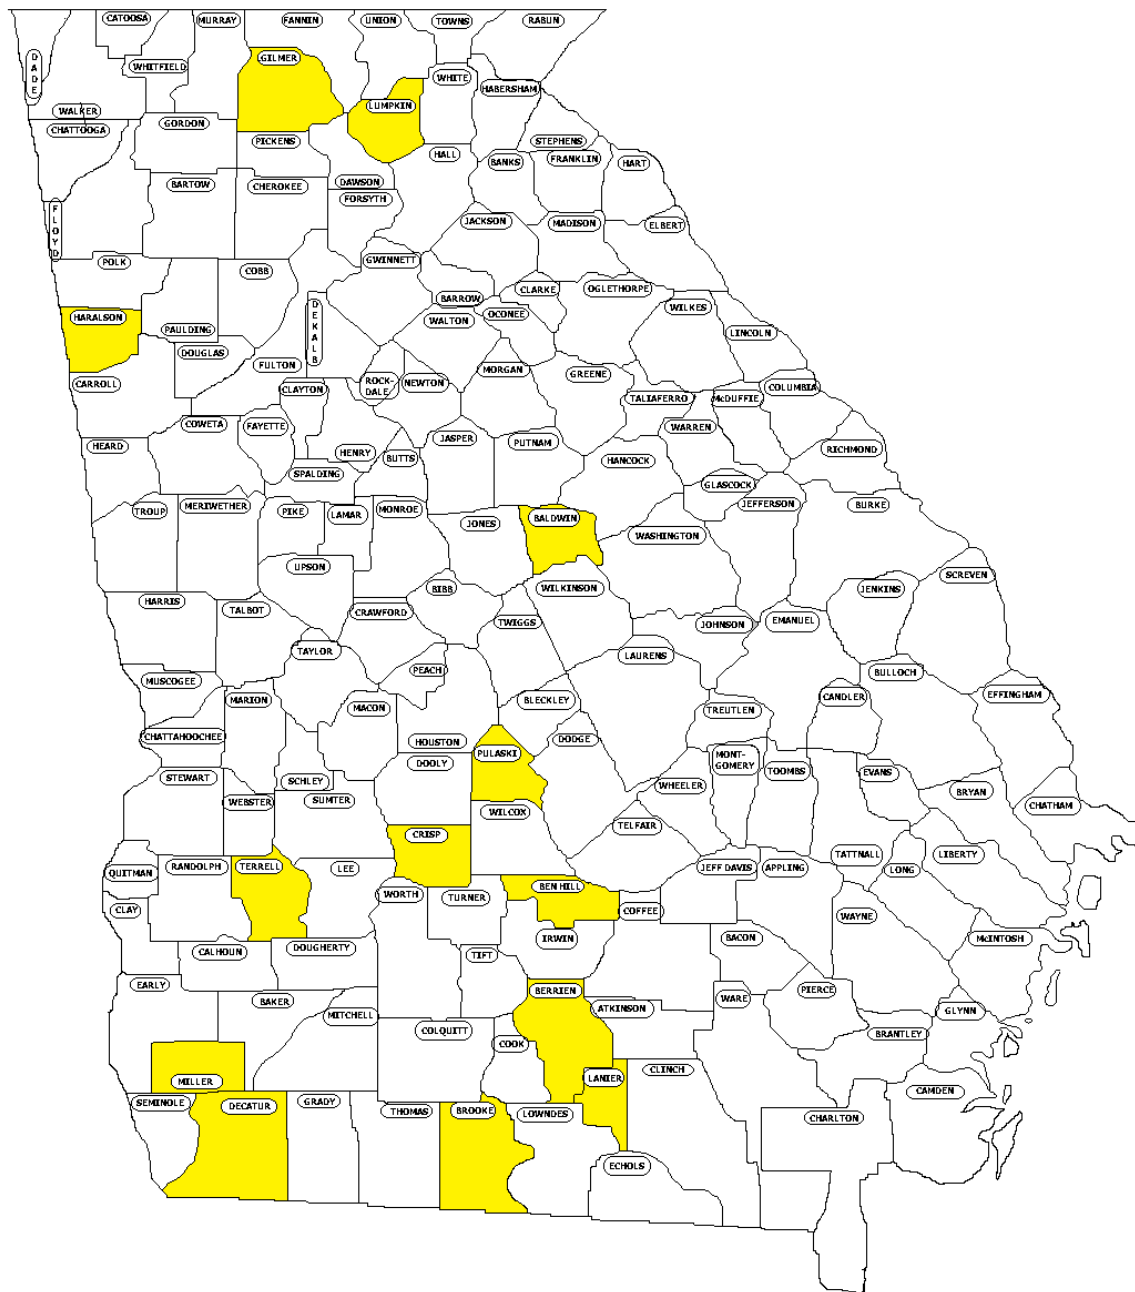 CATOOSA
MURRAY
FANNIN
UNION
TOWNS
RABUN
DADE
WHITFIELD
GILMER
WHITE
HABERSHAM
LUMPKIN
WALKER
CHATTOOGA
GORDON
PICKENS
HALL
STEPHENS
BANKS
FRANKLIN
HART
BARTOW
CHEROKEE
DAWSON
FORSYTH
FLOYD
JACKSON
MADISON
ELBERT
POLK
COBB
GWINNETT
BARROW
CLARKE
OGLETHORPE
HARALSON
PAULDING
DEKALB
WALTON
OCONEE
WILKES
LINCOLN
DOUGLAS
FULTON
CARROLL
CLAYTON
ROCK-
DALE
NEWTON
MORGAN
GREENE
TALIAFERRO
McDUFFIE
COLUMBIA
COWETA
FAYETTE
HEARD
HENRY
BUTTS
JASPER
PUTNAM
HANCOCK
WARREN
RICHMOND
SPALDING
GLASCOCK
TROUP
MERIWETHER
PIKE
LAMAR
MONROE
JONES
BALDWIN
WASHINGTON
JEFFERSON
BURKE
UPSON
BIBB
WILKINSON
JENKINS
SCREVEN
HARRIS
TALBOT
CRAWFORD
TWIGGS
JOHNSON
EMANUEL
TAYLOR
PEACH
LAURENS
MUSCOGEE
MARION
MACON
BLECKLEY
TREUTLEN
CANDLER
BULLOCH
EFFINGHAM
CHATTAHOOCHEE
HOUSTON
DOOLY
PULASKI
DODGE
MONT-
GOMERY
TOOMBS
EVANS
STEWART
WEBSTER
SCHLEY
SUMTER
WILCOX
WHEELER
BRYAN
CHATHAM
CRISP
TELFAIR
QUITMAN
RANDOLPH
TERRELL
LEE
WORTH
TURNER
BEN HILL
JEFF DAVIS
APPLING
TATTNALL
LONG
LIBERTY
CLAY
COFFEE
WAYNE
CALHOUN
DOUGHERTY
TIFT
IRWIN
BACON
McINTOSH
EARLY
BAKER
MITCHELL
BERRIEN
ATKINSON
WARE
PIERCE
GLYNN
COLQUITT
COOK
BRANTLEY
MILLER
LANIER
CLINCH
CAMDEN
SEMINOLE
DECATUR
GRADY
THOMAS
BROOKE
LOWNDES
CHARLTON
ECHOLS